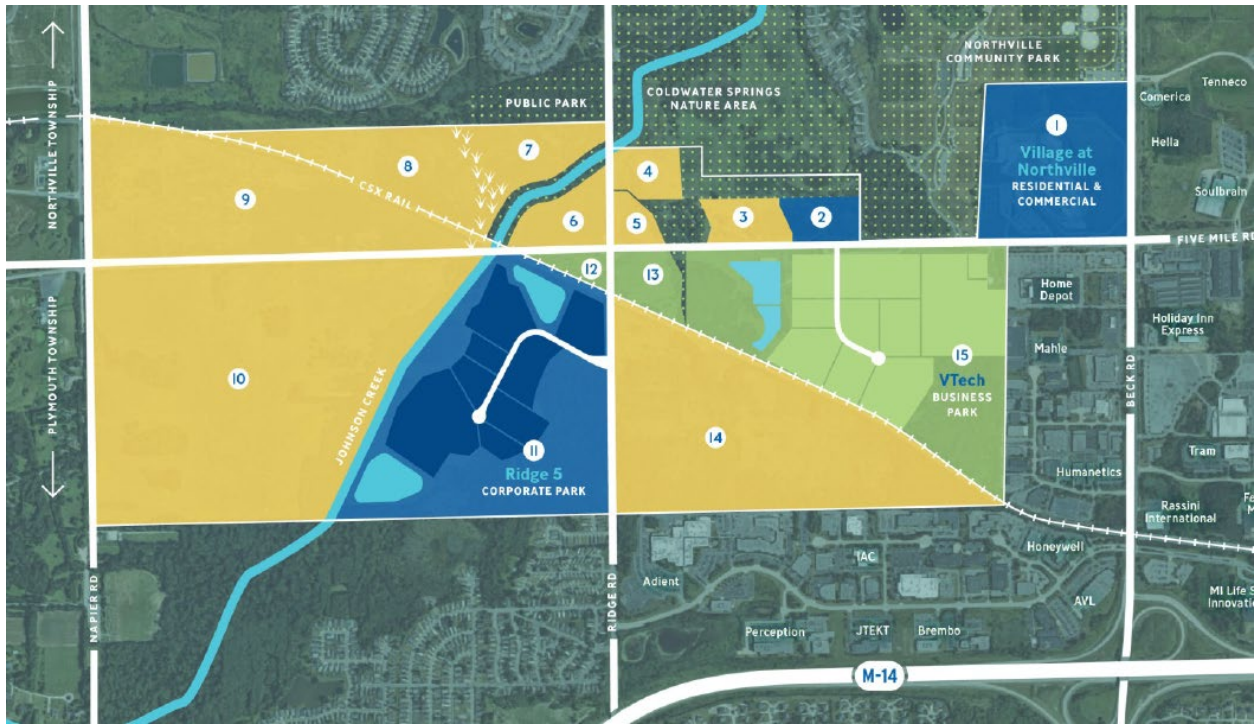 NORTHVILLE TOWNSHIP
PLYMOUTH TOWNSHIP
PUBLIC PARK
COLDWATER SPRINGS
NATURE AREA
NORTHVILLE
COMMUNITY PARK
Tenneco
Comerica
Hella
Soulbrain
1
Village at
Northville
RESIDENTIAL &
COMMERCIAL
7
8
CSX RAIL
9
4
6
5
3
2
FIVE MILE RD
12
13
Home
Depot
Holiday Inn
Express
Mahle
BECK RD
10
JOHNSON CREEK
11
Ridge 5
CORPORATE PARK
14
15
VTech
BUSINESS
PARK
Humanetics
Tram
Rassini
International
Honeywell
IAC
Adient
AVL
MI Life
Perception
JTEKT
Brembo
NAPIER RD
RIDGE RD
M-14